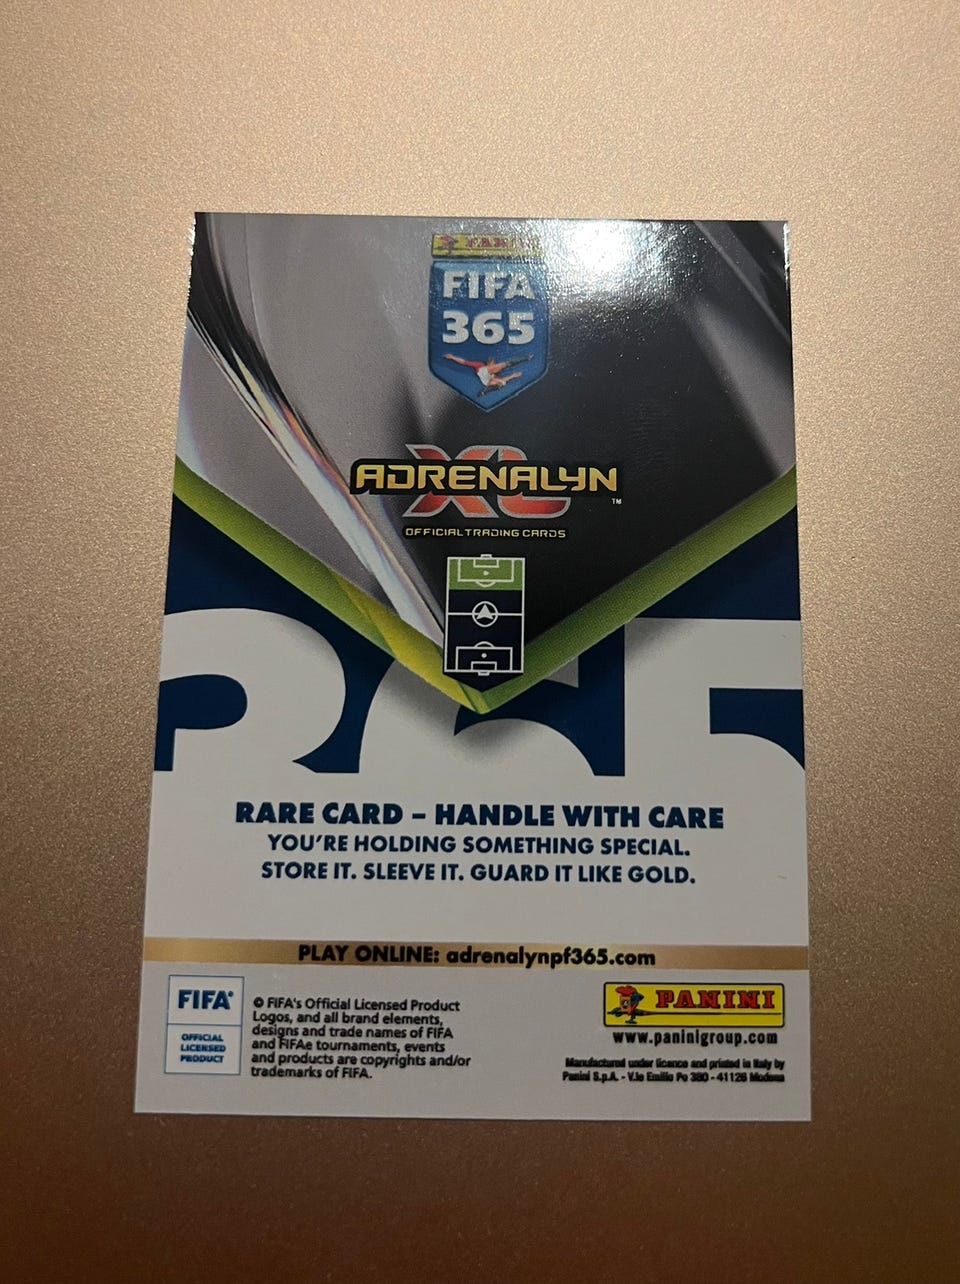 PANINI
FIFA
365
ADRENALYN
XL
™
OFFICIAL TRADING CARDS
365
RARE CARD – HANDLE WITH CARE
YOU'RE HOLDING SOMETHING SPECIAL.
STORE IT. SLEEVE IT. GUARD IT LIKE GOLD.
PLAY ONLINE: adrenalynpf365.com
FIFA®
OFFICIAL
LICENSED
PRODUCT
© FIFA's Official Licensed Product
Logos, and all brand elements,
designs and trade names of FIFA
and FIFAe tournaments, events
and products are copyrights and/or
trademarks of FIFA.
PANINI
www.paninigroup.com
Manufactured under licence and printed in Italy by
Panini S.p.A. - V.le Emilio Po 380 - 41126 Modena